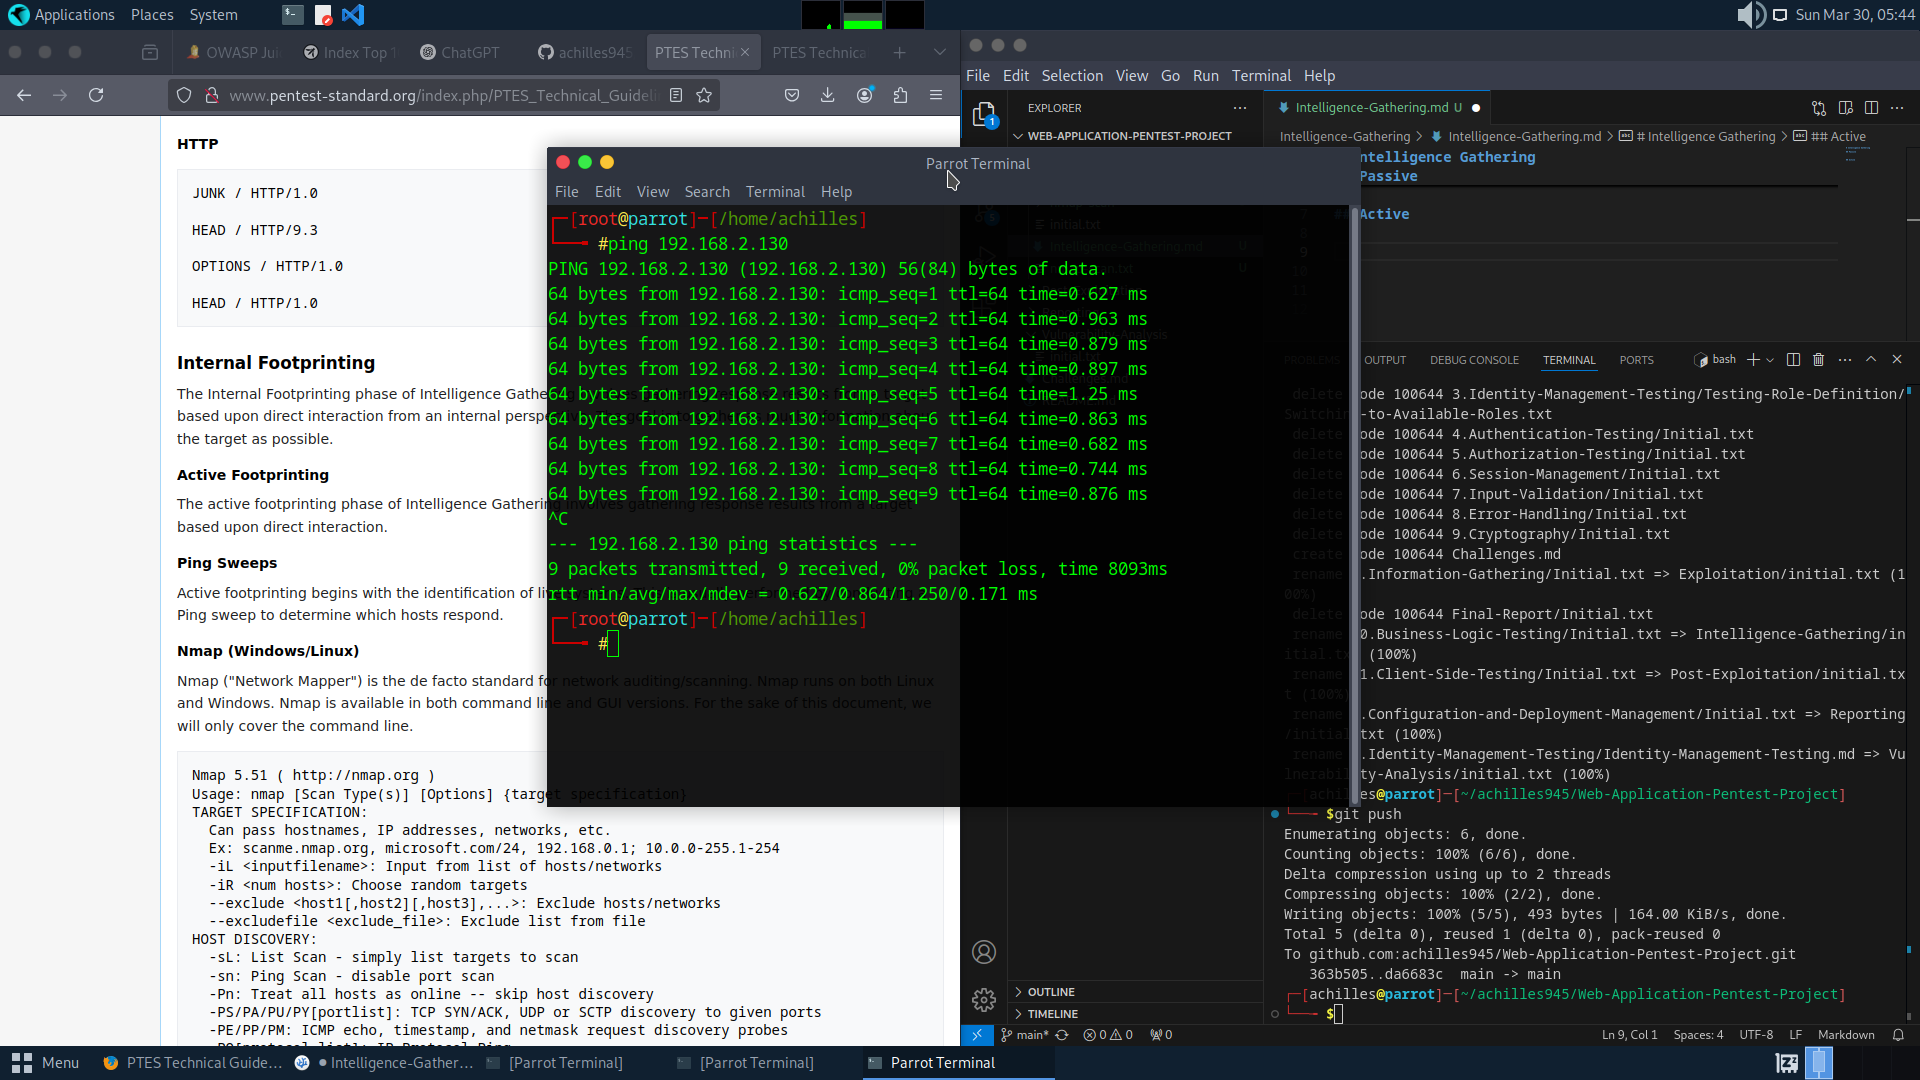 Applications Places System
Sun Mar 30, 05:44
OWASP Jui
Index Top 1
ChatGPT
achilles945
PTES Techni
PTES Technica
www.pentest-standard.org/index.php/PTES_Technical_Guideli
HTTP
JUNK / HTTP/1.0
HEAD / HTTP/9.3
OPTIONS / HTTP/1.0
HEAD / HTTP/1.0
Internal Footprinting
The Internal Footprinting phase of Intelligence Gathe
based upon direct interaction from an internal persp
the target as possible.
Active Footprinting
The active footprinting phase of Intelligence Gathering involves gathering response results from a target
based upon direct interaction.
Ping Sweeps
Active footprinting begins with the identification of li
Ping sweep to determine which hosts respond.
Nmap (Windows/Linux)
Nmap ("Network Mapper") is the de facto standard for network auditing/scanning. Nmap runs on both Linux
and Windows. Nmap is available in both command line and GUI versions. For the sake of this document, we
will only cover the command line.
Nmap 5.51 ( http://nmap.org )
Usage: nmap [Scan Type(s)] [Options] {target specification}
TARGET SPECIFICATION:
Can pass hostnames, IP addresses, networks, etc.
Ex: scanme.nmap.org, microsoft.com/24, 192.168.0.1; 10.0.0-255.1-254
-iL <inputfilename>: Input from list of hosts/networks
-iR <num hosts>: Choose random targets
--exclude <host1[,host2][,host3],...>: Exclude hosts/networks
--excludefile <exclude_file>: Exclude list from file
HOST DISCOVERY:
-sL: List Scan - simply list targets to scan
-sn: Ping Scan - disable port scan
-Pn: Treat all hosts as online -- skip host discovery
-PS/PA/PU/PY[portlist]: TCP SYN/ACK, UDP or SCTP discovery to given ports
-PE/PP/PM: ICMP echo, timestamp, and netmask request discovery probes
Parrot Terminal
File Edit View Search Terminal Help
[root@parrot]─[/home/achilles]
#ping 192.168.2.130
PING 192.168.2.130 (192.168.2.130) 56(84) bytes of data.
64 bytes from 192.168.2.130: icmp_seq=1 ttl=64 time=0.627 ms
64 bytes from 192.168.2.130: icmp_seq=2 ttl=64 time=0.963 ms
64 bytes from 192.168.2.130: icmp_seq=3 ttl=64 time=0.879 ms
64 bytes from 192.168.2.130: icmp_seq=4 ttl=64 time=0.897 ms
64 bytes from 192.168.2.130: icmp_seq=5 ttl=64 time=1.25 ms
64 bytes from 192.168.2.130: icmp_seq=6 ttl=64 time=0.863 ms
64 bytes from 192.168.2.130: icmp_seq=7 ttl=64 time=0.682 ms
64 bytes from 192.168.2.130: icmp_seq=8 ttl=64 time=0.744 ms
64 bytes from 192.168.2.130: icmp_seq=9 ttl=64 time=0.876 ms
^C
--- 192.168.2.130 ping statistics ---
9 packets transmitted, 9 received, 0% packet loss, time 8093ms
rtt min/avg/max/mdev = 0.627/0.864/1.250/0.171 ms
[root@parrot]─[/home/achilles]
#
File Edit Selection View Go Run Terminal Help
1
EXPLORER
WEB-APPLICATION-PENTEST-PROJECT
initial.txt
Intelligence-Gathering.md U
OUTLINE
TIMELINE
Intelligence-Gathering.md U
Intelligence-Gathering > Intelligence-Gathering.md > # Intelligence Gathering > ## Active
ntelligence Gathering
Passive
## Active
9
10
11
PROBLEMS OUTPUT DEBUG CONSOLE TERMINAL PORTS
bash
delete ode 100644 3.Identity-Management-Testing/Testing-Role-Definition/
Switchin -to-Available-Roles.txt
delete ode 100644 4.Authentication-Testing/Initial.txt
delete ode 100644 5.Authorization-Testing/Initial.txt
delete ode 100644 6.Session-Management/Initial.txt
delete ode 100644 7.Input-Validation/Initial.txt
delete ode 100644 8.Error-Handling/Initial.txt
delete ode 100644 9.Cryptography/Initial.txt
create ode 100644 Challenges.md
rename .Information-Gathering/Initial.txt => Exploitation/initial.txt (1
00%)
delete ode 100644 Final-Report/Initial.txt
rename 0.Business-Logic-Testing/Initial.txt => Intelligence-Gathering/in
itial.tx (100%)
rename 1.Client-Side-Testing/Initial.txt => Post-Exploitation/initial.tx
t (100%)
rename .Configuration-and-Deployment-Management/Initial.txt => Reporting
/initial.txt (100%)
rename .Identity-Management-Testing/Identity-Management-Testing.md => Vu
lnerability-Analysis/initial.txt (100%)
[achilles@parrot]─[~/achilles945/Web-Application-Pentest-Project]
$git push
Enumerating objects: 6, done.
Counting objects: 100% (6/6), done.
Delta compression using up to 2 threads
Compressing objects: 100% (2/2), done.
Writing objects: 100% (5/5), 493 bytes | 164.00 KiB/s, done.
Total 5 (delta 0), reused 1 (delta 0), pack-reused 0
To github.com:achilles945/Web-Application-Pentest-Project.git
363b505..da6683c main -> main
[achilles@parrot]─[~/achilles945/Web-Application-Pentest-Project]
$
main* 0 0 0
Ln 9, Col 1 Spaces: 4 UTF-8 LF Markdown
Menu
PTES Technical Guide...
Intelligence-Gather...
[Parrot Terminal]
[Parrot Terminal]
Parrot Terminal